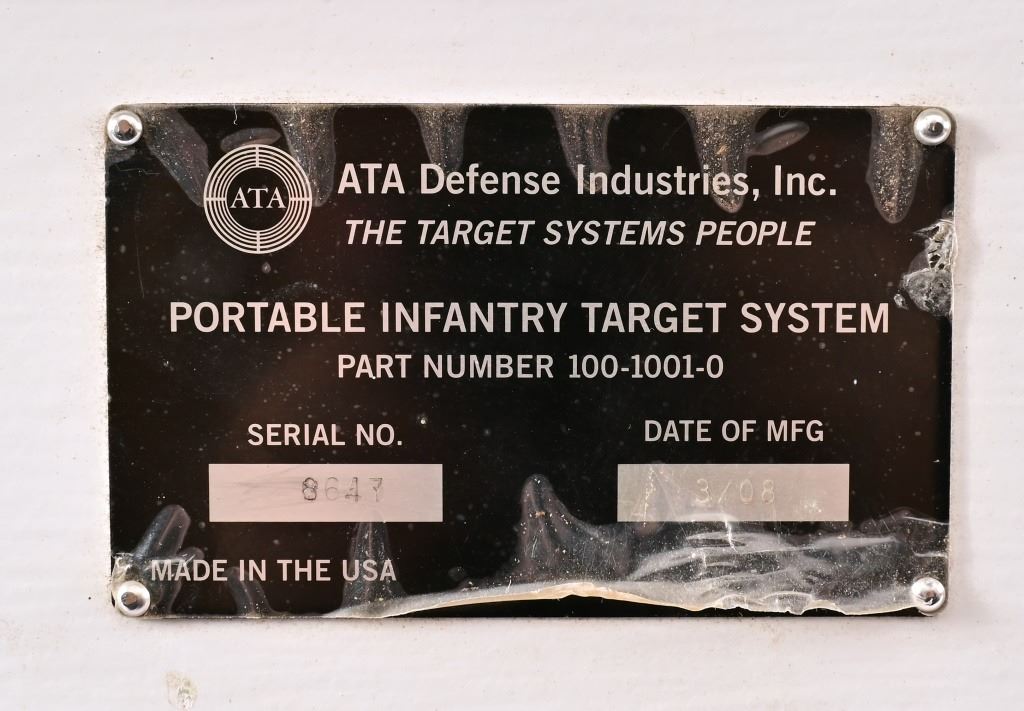 ATA
ATA Defense Industries, Inc.
THE TARGET SYSTEMS PEOPLE
PORTABLE INFANTRY TARGET SYSTEM
PART NUMBER 100-1001-0
SERIAL NO.
8647
DATE OF MFG
3/08
MADE IN THE USA